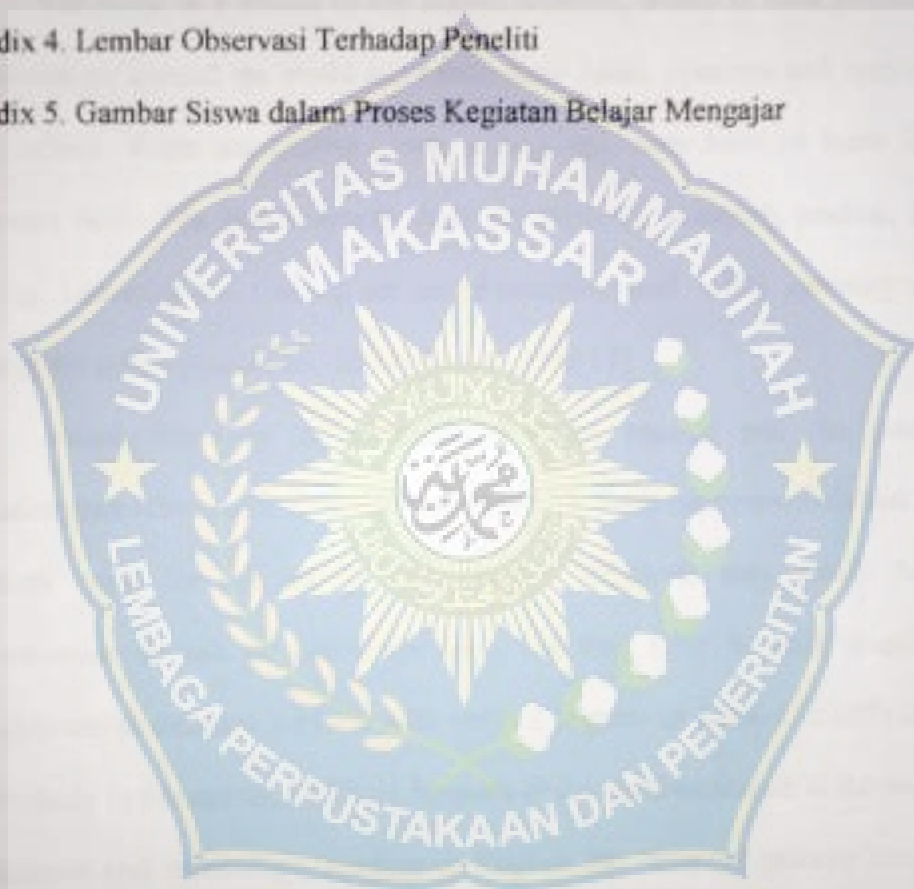 dix 4. Lembar Observasi Terhadap Peneliti
dix 5. Gambar Siswa dalam Proses Kegiatan Belajar Mengajar
UNIVERSITAS MUHAMMADIYAH
MAKASSAR
محمد
LEMBAGA PERPUSTAKAAN DAN PENERBITAN